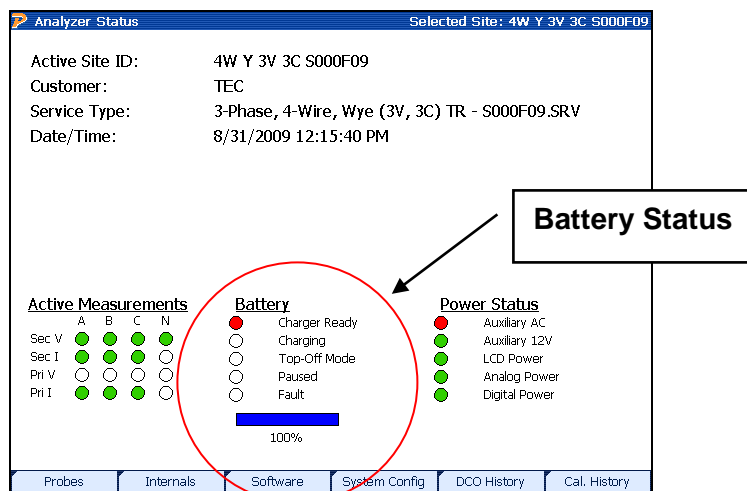 Analyzer Status Selected Site: 4W Y 3V 3C S000F09
Active Site ID: 4W Y 3V 3C S000F09
Customer: TEC
Service Type: 3-Phase, 4-Wire, Wye (3V, 3C) TR - S000F09.SRV
Date/Time: 8/31/2009 12:15:40 PM
Battery Status
Active Measurements
A B C N
Sec V
Sec I
Pri V
Pri I
Battery
Charger Ready
Charging
Top-Off Mode
Paused
Fault
100%
Power Status
Auxiliary AC
Auxiliary 12V
LCD Power
Analog Power
Digital Power
Probes Internals Software System Config DCO History Cal. History